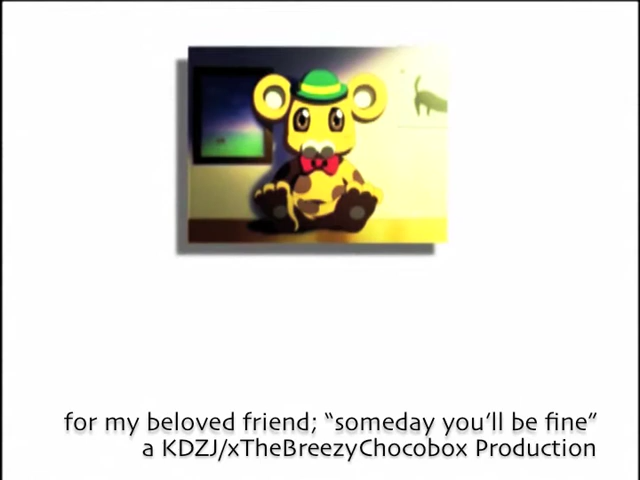 for my beloved friend; “someday you’ll be fine”
a KDZJ/xTheBreezyChocobox Production